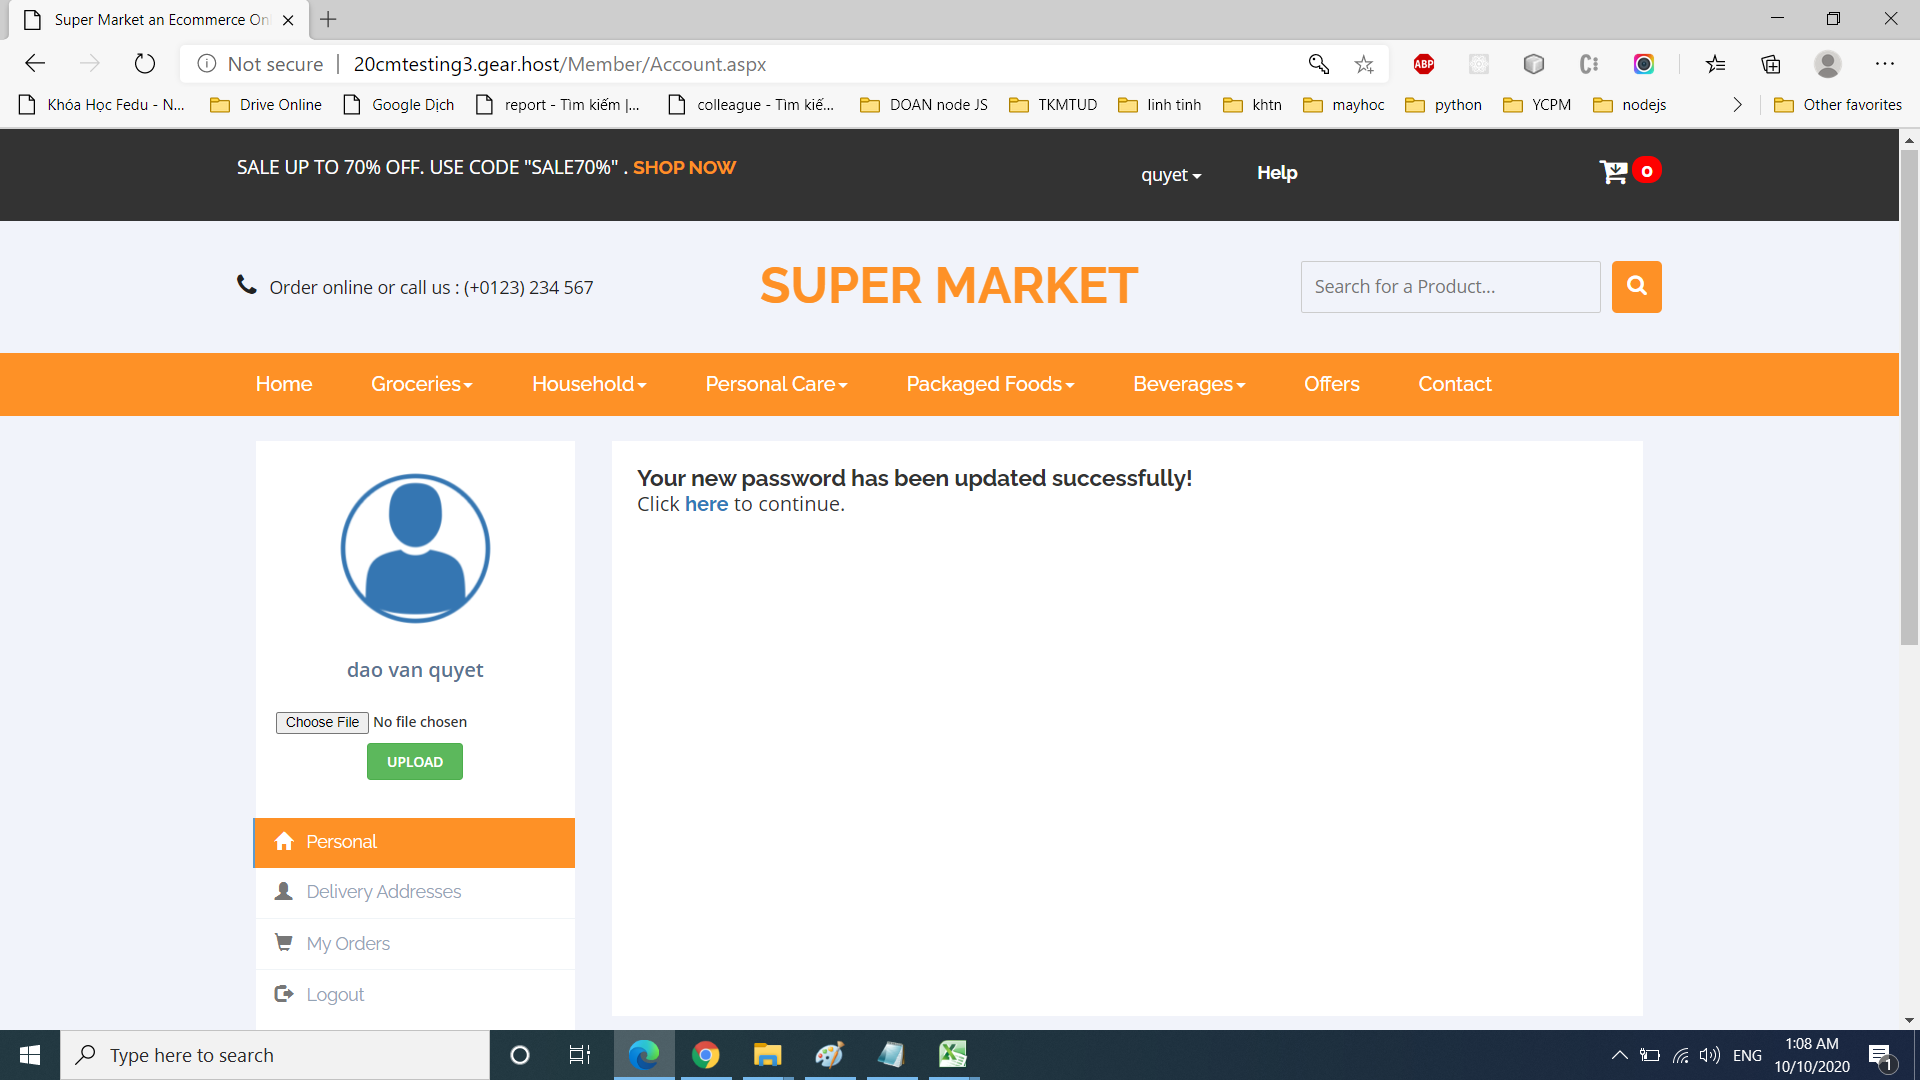 Super Market an Ecommerce On
Not secure | 20cmtesting3.gear.host/Member/Account.aspx
ABP
Khóa Học Fedu - N... Drive Online Google Dịch report - Tìm kiếm |... colleague - Tìm kiế... DOAN node JS TKMTUD linh tinh khtn mayhoc python YCPM nodejs Other favorites
SALE UP TO 70% OFF. USE CODE "SALE70%" . SHOP NOW
quyet Help 0
Order online or call us : (+0123) 234 567
SUPER MARKET
Search for a Product...
Home Groceries Household Personal Care Packaged Foods Beverages Offers Contact
Your new password has been updated successfully!
Click here to continue.
dao van quyet
Choose File No file chosen
UPLOAD
Personal
Delivery Addresses
My Orders
Logout
Type here to search
ENG
1:08 AM
10/10/2020
1